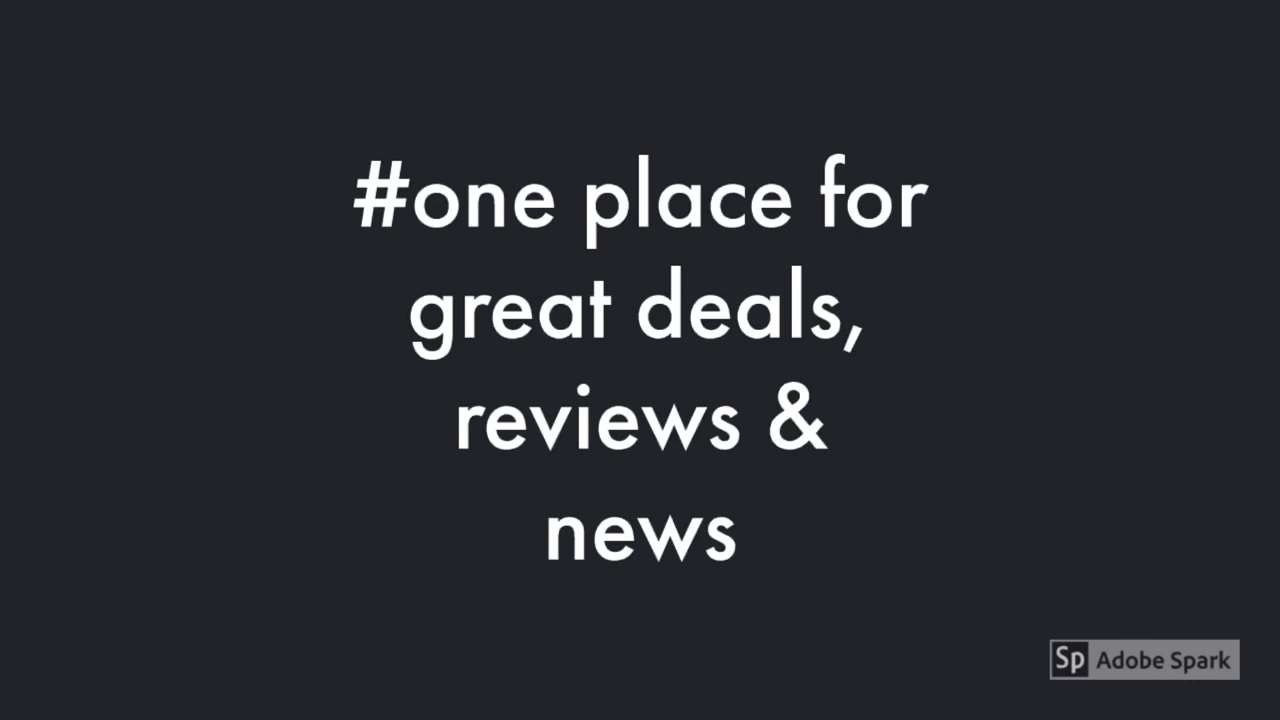 #one place for
great deals,
reviews &
news
Sp Adobe Spark